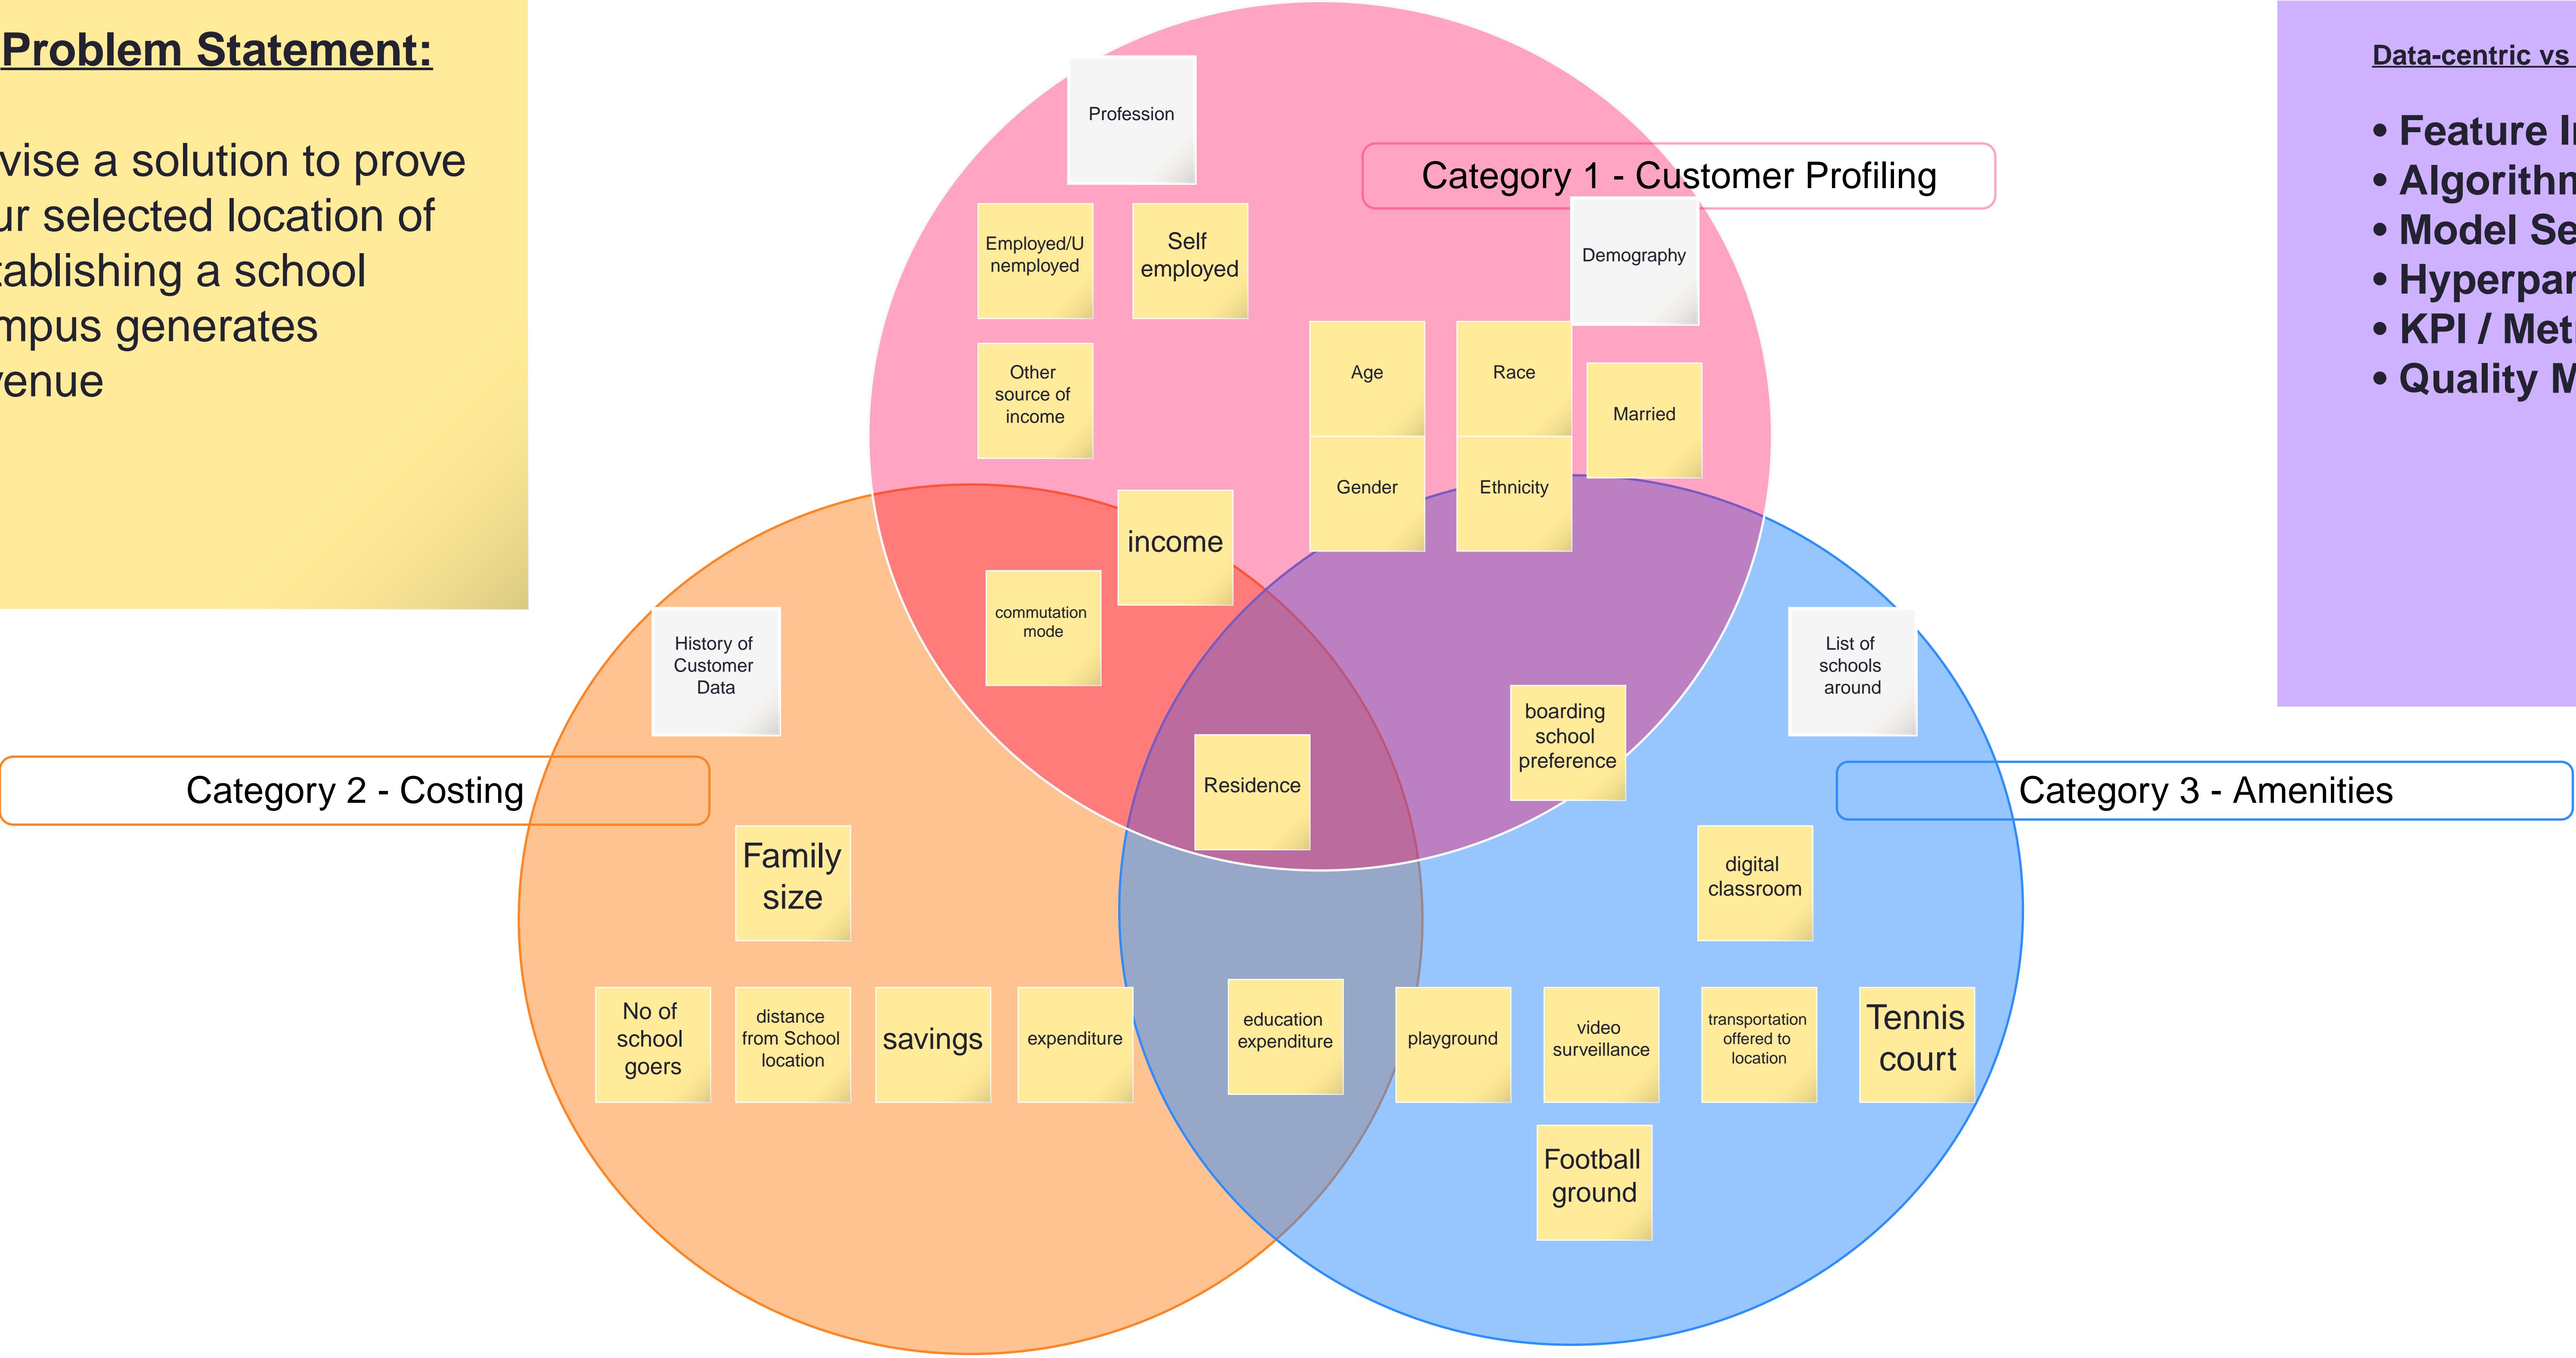 Problem Statement:
vise a solution to prove
ur selected location of
tablishing a school
mpus generates
venue
Profession
Category 1 - Customer Profiling
Employed/U
nemployed
Self
employed
Demography
Other
source of
income
Age
Race
Married
Gender
Ethnicity
income
commutation
mode
Residence
boarding
school
preference
History of
Customer
Data
Category 2 - Costing
Family
size
No of
school
goers
distance
from School
location
savings
expenditure
education
expenditure
List of
schools
around
Category 3 - Amenities
digital
classroom
playground
video
surveillance
transportation
offered to
location
Tennis
court
Football
ground
Data-centric vs
• Feature I
• Algorith
• Model Se
• Hyperpar
• KPI / Met
• Quality M